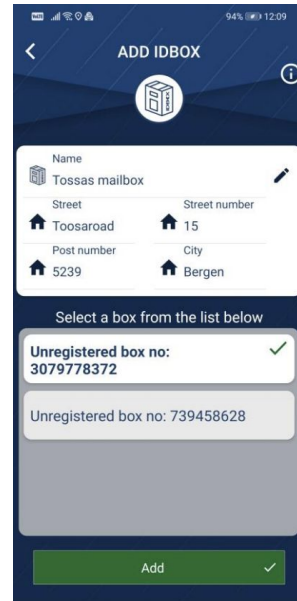 94% 12:09
ADD IDBOX
Name
Tossas mailbox
Street Street number
Toosaroad 15
Post number City
5239 Bergen
Select a box from the list below
Unregistered box no:
3079778372
Unregistered box no: 739458628
Add